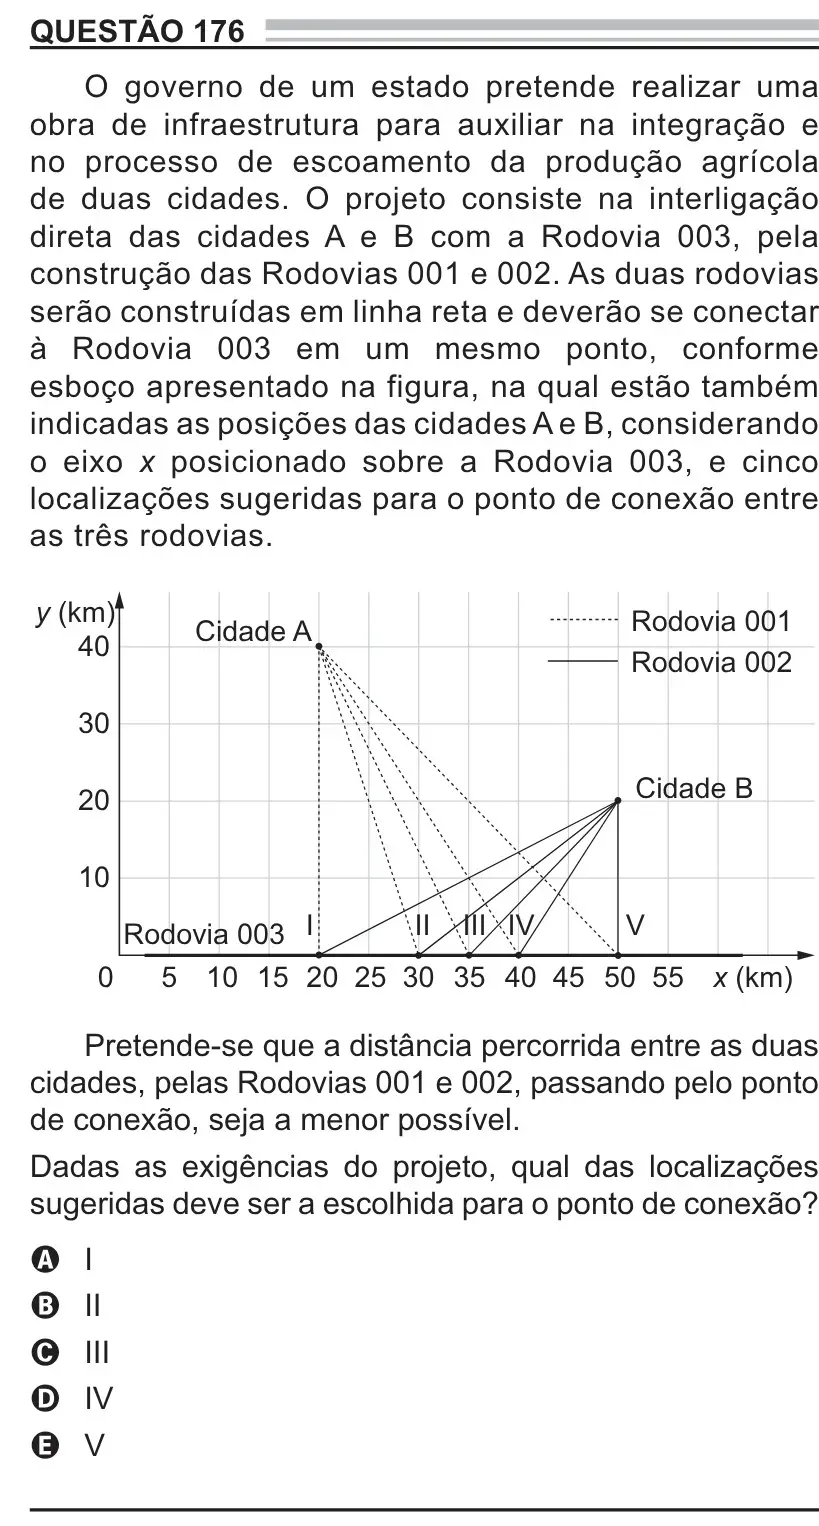 QUESTÃO 176
O governo de um estado pretende realizar uma
obra de infraestrutura para auxiliar na integração e
no processo de escoamento da produção agrícola
de duas cidades. O projeto consiste na interligação
direta das cidades A e B com a Rodovia 003, pela
construção das Rodovias 001 e 002. As duas rodovias
serão construídas em linha reta e deverão se conectar
à Rodovia 003 em um mesmo ponto, conforme
esboço apresentado na figura, na qual estão também
indicadas as posições das cidades A e B, considerando
o eixo x posicionado sobre a Rodovia 003, e cinco
localizações sugeridas para o ponto de conexão entre
as três rodovias.
y (km)
40
30
20
10
Cidade A
Rodovia 001
Rodovia 002
Cidade B
Rodovia 003
I II III IV V
0 5 10 15 20 25 30 35 40 45 50 55 x (km)
Pretende-se que a distância percorrida entre as duas
cidades, pelas Rodovias 001 e 002, passando pelo ponto
de conexão, seja a menor possível.
Dadas as exigências do projeto, qual das localizações
sugeridas deve ser a escolhida para o ponto de conexão?
A I
B II
C III
D IV
E V